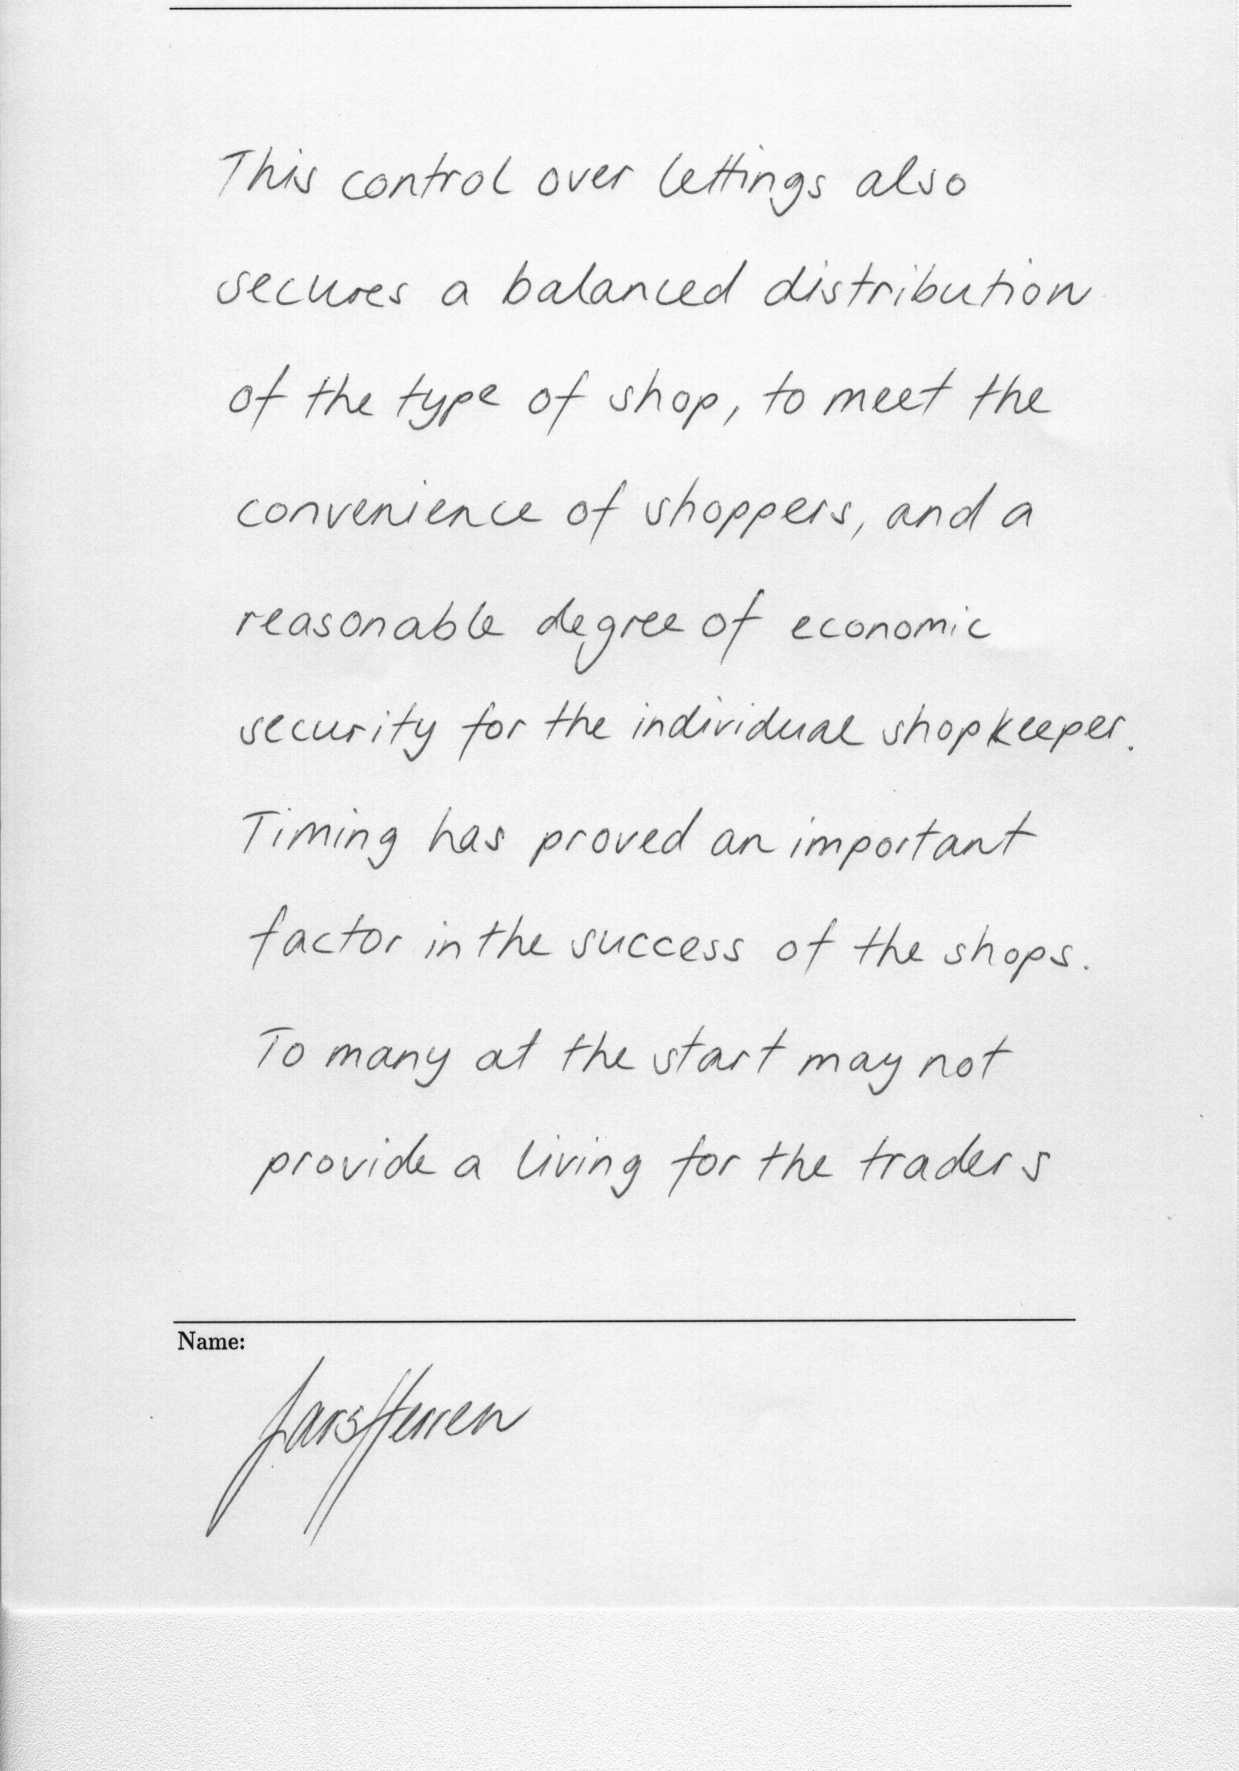 This control over lettings also
secures a balanced distribution
of the type of shop, to meet the
convenience of shoppers, and a
reasonable degree of economic
security for the individual shopkeeper.
Timing has proved an important
factor in the success of the shops.
To many at the start may not
provide a living for the traders
Name:
Lars Herren